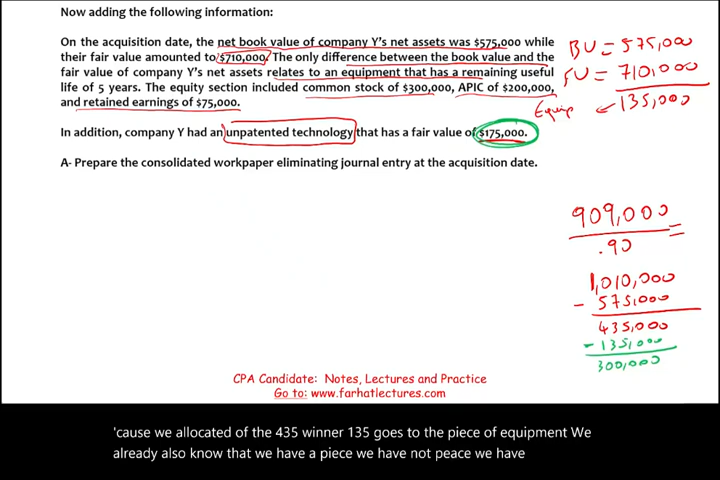 Now adding the following information:
On the acquisition date, the net book value of company Y's net assets was $575,000 while
their fair value amounted to $710,000. The only difference between the book value and the
fair value of company Y's net assets relates to an equipment that has a remaining useful
life of 5 years. The equity section included common stock of $300,000, APIC of $200,000,
and retained earnings of $75,000.
BV = 575,000
FV = 710,000
Equip ← 135,000
In addition, company Y had an unpatented technology that has a fair value of $175,000.
A- Prepare the consolidated workpaper eliminating journal entry at the acquisition date.
909,000
.90
=
1,010,000
- 575,000
435,000
- 135,000
300,000
CPA Candidate: Notes, Lectures and Practice
Go to: www.farhatlectures.com
'cause we allocated of the 435 winner 135 goes to the piece of equipment We
already also know that we have a piece we have not peace we have